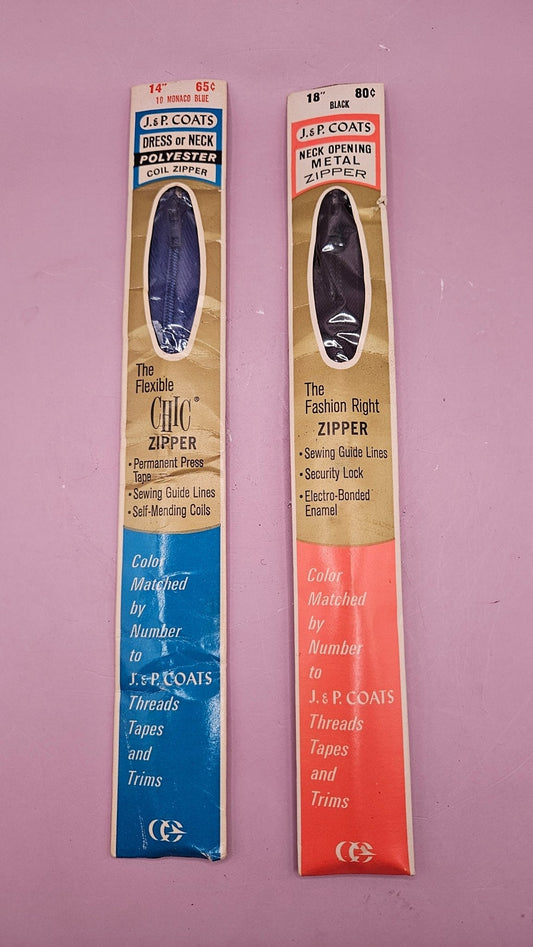 14" 65¢
10 MONACO BLUE
J. & P. COATS
DRESS or NECK
POLYESTER
COIL ZIPPER
The
Flexible
CHIC®
ZIPPER
• Permanent Press
Tape
• Sewing Guide Lines
• Self-Mending Coils
Color
Matched
by
Number
to
J. & P. COATS
Threads
Tapes
and
Trims
18" 80¢
BLACK
J. & P. COATS
NECK OPENING
METAL
ZIPPER
The
Fashion Right
ZIPPER
• Sewing Guide Lines
• Security Lock
• Electro-Bonded
Enamel
Color
Matched
by
Number
to
J. & P. COATS
Threads
Tapes
and
Trims